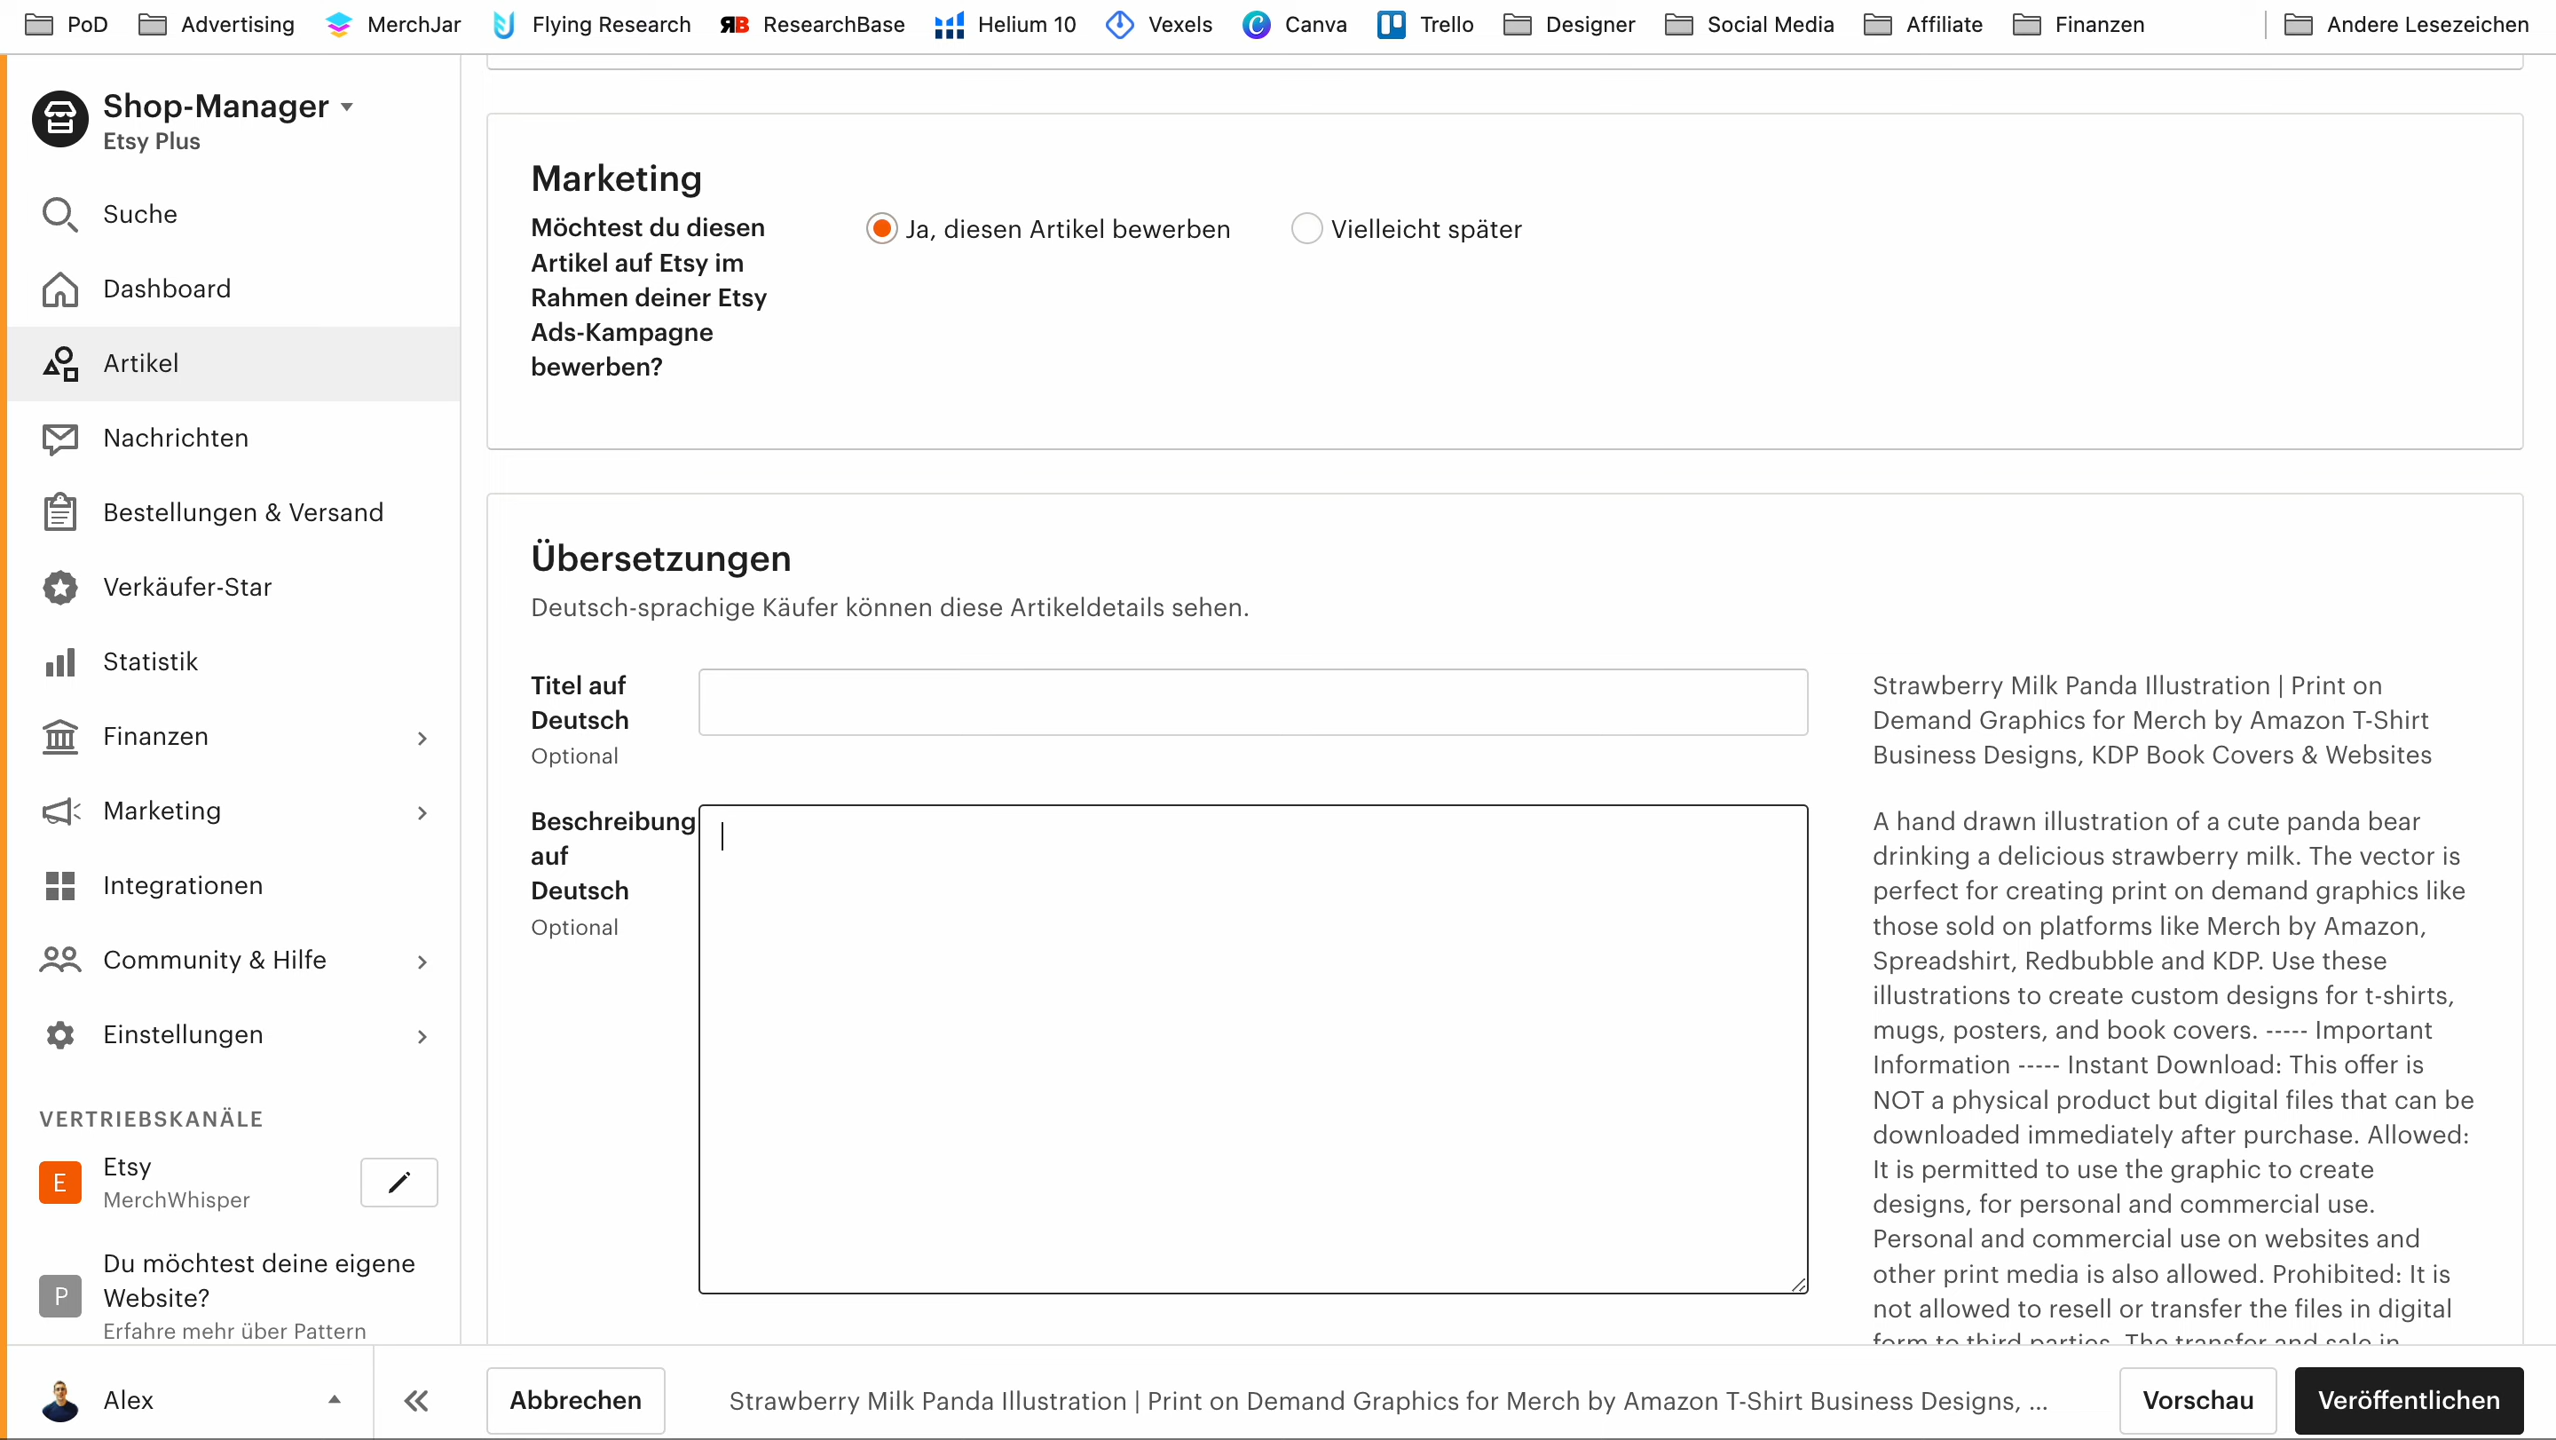 PoD
Advertising
MerchJar
Flying Research
ResearchBase
Helium 10
Vexels
Canva
Trello
Designer
Social Media
Affiliate
Finanzen
Andere Lesezeichen
Shop-Manager
Etsy Plus
Suche
Dashboard
Artikel
Nachrichten
Bestellungen & Versand
Verkäufer-Star
Statistik
Finanzen
Marketing
Integrationen
Community & Hilfe
Einstellungen
VERTRIEBSKANÄLE
E
Etsy
MerchWhisper
P
Du möchtest deine eigene
Website?
Erfahre mehr über Pattern
Alex
Marketing
Möchtest du diesen
Artikel auf Etsy im
Rahmen deiner Etsy
Ads-Kampagne
bewerben?
Ja, diesen Artikel bewerben
Vielleicht später
Übersetzungen
Deutsch-sprachige Käufer können diese Artikeldetails sehen.
Titel auf
Deutsch
Optional
Strawberry Milk Panda Illustration | Print on
Demand Graphics for Merch by Amazon T-Shirt
Business Designs, KDP Book Covers & Websites
Beschreibung
auf
Deutsch
Optional
A hand drawn illustration of a cute panda bear
drinking a delicious strawberry milk. The vector is
perfect for creating print on demand graphics like
those sold on platforms like Merch by Amazon,
Spreadshirt, Redbubble and KDP. Use these
illustrations to create custom designs for t-shirts,
mugs, posters, and book covers. ----- Important
Information ----- Instant Download: This offer is
NOT a physical product but digital files that can be
downloaded immediately after purchase. Allowed:
It is permitted to use the graphic to create
designs, for personal and commercial use.
Personal and commercial use on websites and
other print media is also allowed. Prohibited: It is
not allowed to resell or transfer the files in digital
form to third parties. The transfer and sale in
Abbrechen
Strawberry Milk Panda Illustration | Print on Demand Graphics for Merch by Amazon T-Shirt Business Designs, ...
Vorschau
Veröffentlichen